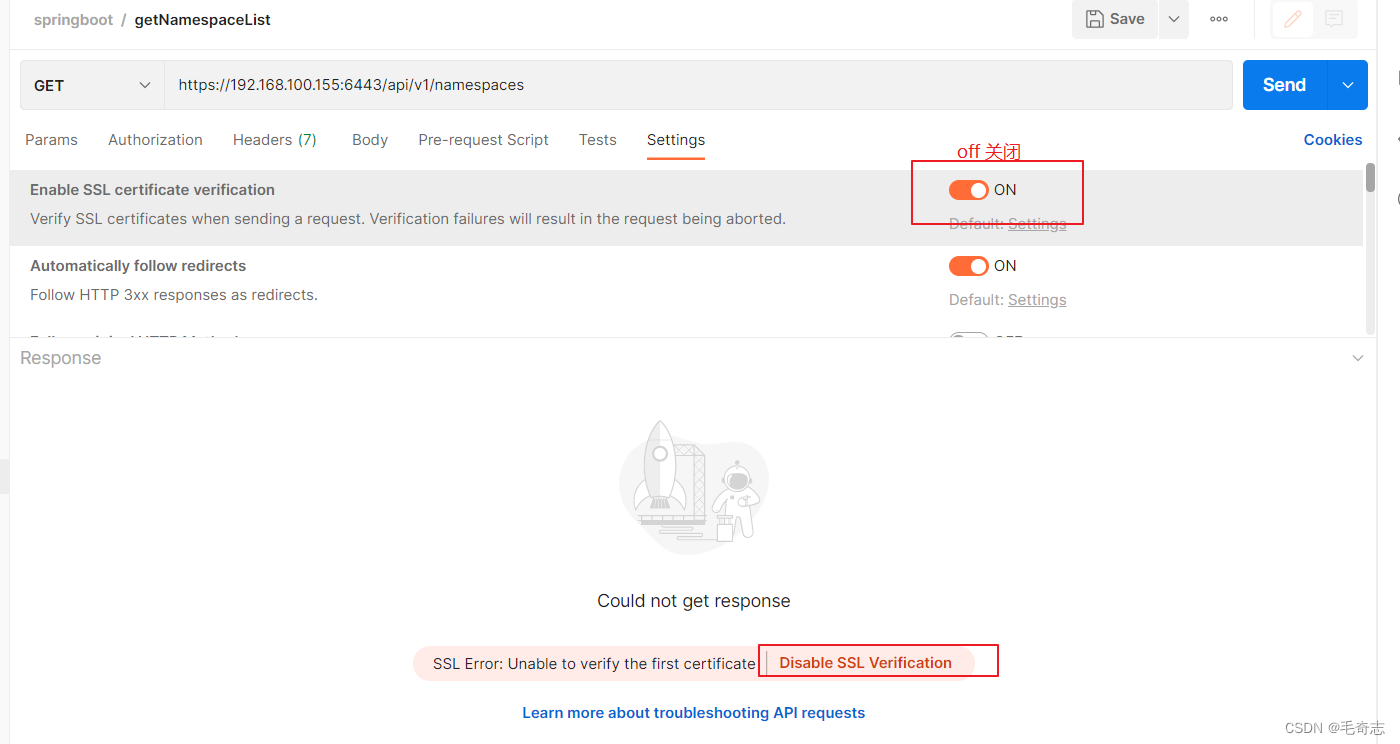 springboot / getNamespaceList
Save
GET
https://192.168.100.155:6443/api/v1/namespaces
Send
Params Authorization Headers (7) Body Pre-request Script Tests Settings Cookies
off 关闭
Enable SSL certificate verification
ON
Verify SSL certificates when sending a request. Verification failures will result in the request being aborted.
Default: Settings
Automatically follow redirects
ON
Follow HTTP 3xx responses as redirects.
Default: Settings
Response
Could not get response
SSL Error: Unable to verify the first certificate
Disable SSL Verification
Learn more about troubleshooting API requests
CSDN @毛奇志